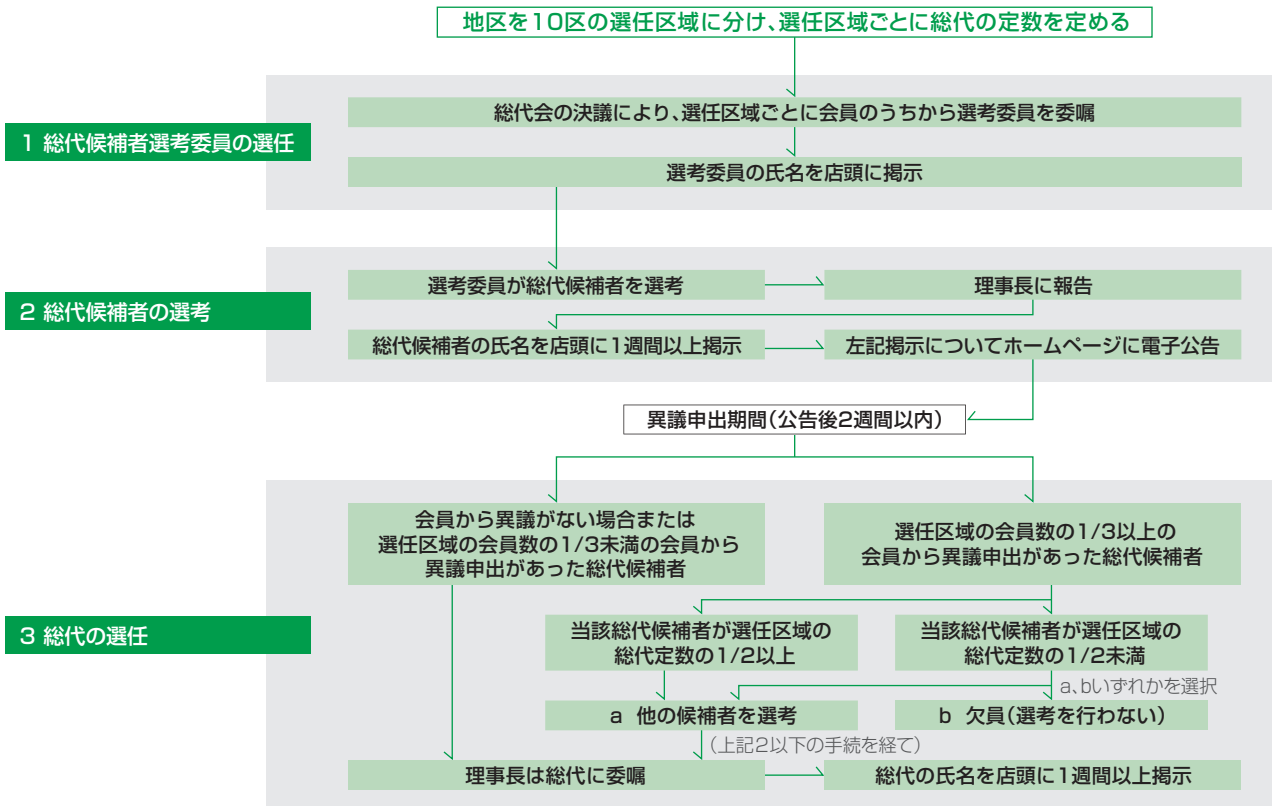 地区を10区の選任区域に分け、選任区域ごとに総代の定数を定める
1 総代候補者選考委員の選任
総代会の決議により、選任区域ごとに会員のうちから選考委員を委嘱
選考委員の氏名を店頭に掲示
2 総代候補者の選考
選考委員が総代候補者を選考
理事長に報告
総代候補者の氏名を店頭に1週間以上掲示
左記掲示についてホームページに電子公告
異議申出期間(公告後2週間以内)
3 総代の選任
会員から異議がない場合または
選任区域の会員数の1/3未満の会員から
異議申出があった総代候補者
選任区域の会員数の1/3以上の
会員から異議申出があった総代候補者
当該総代候補者が選任区域の
総代定数の1/2以上
当該総代候補者が選任区域の
総代定数の1/2未満
a、bいずれかを選択
a 他の候補者を選考
b 欠員(選考を行わない)
(上記2以下の手続を経て)
理事長は総代に委嘱
総代の氏名を店頭に1週間以上掲示